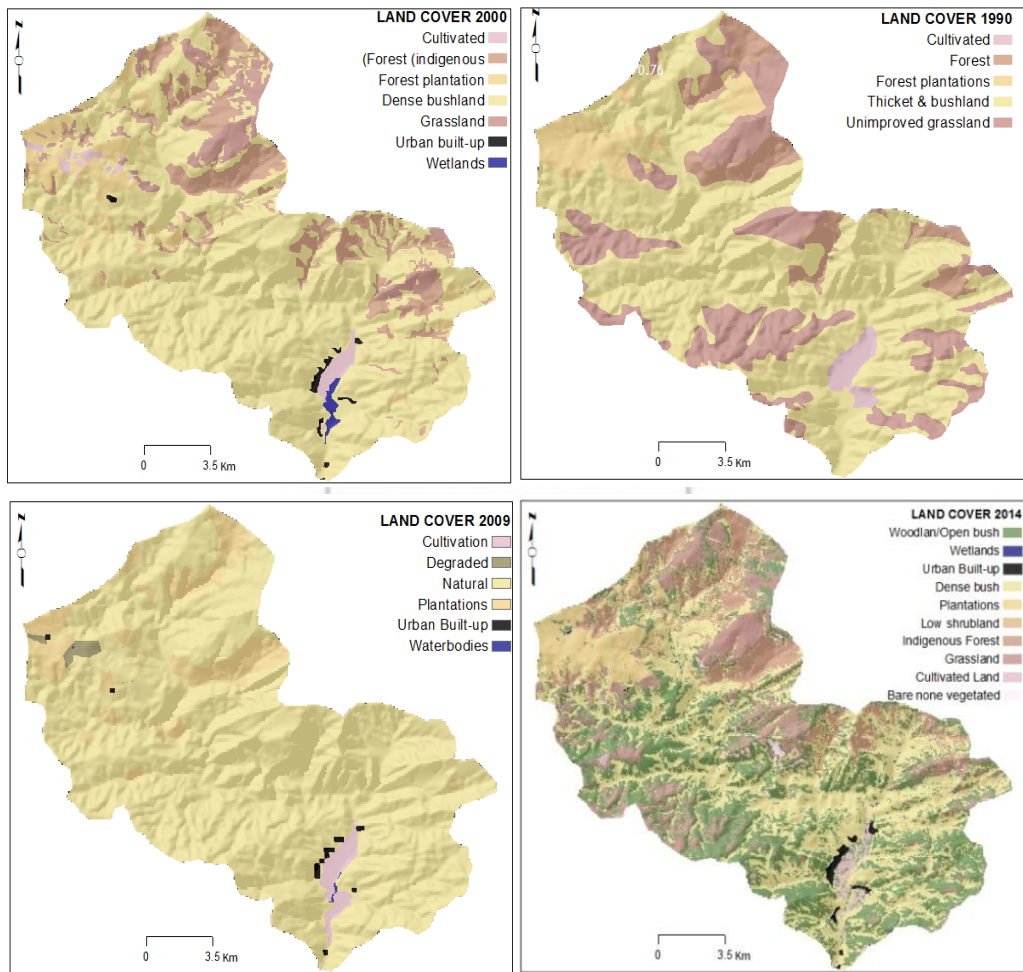 LAND COVER 2000
Cultivated
(Forest (indigenous
Forest plantation
Dense bushland
Grassland
Urban built-up
Wetlands
N
0 3.5 Km
LAND COVER 1990
Cultivated
Forest
Forest plantations
Thicket & bushland
Unimproved grassland
N
0.76
0 3.5 Km
LAND COVER 2009
Cultivation
Degraded
Natural
Plantations
Urban Built-up
Waterbodies
N
0 3.5 Km
LAND COVER 2014
Woodlan/Open bush
Wetlands
Urban Built-up
Dense bush
Plantations
Low shrubland
Indigenous Forest
Grassland
Cultivated Land
Bare none vegetated
N
0 3.5 Km